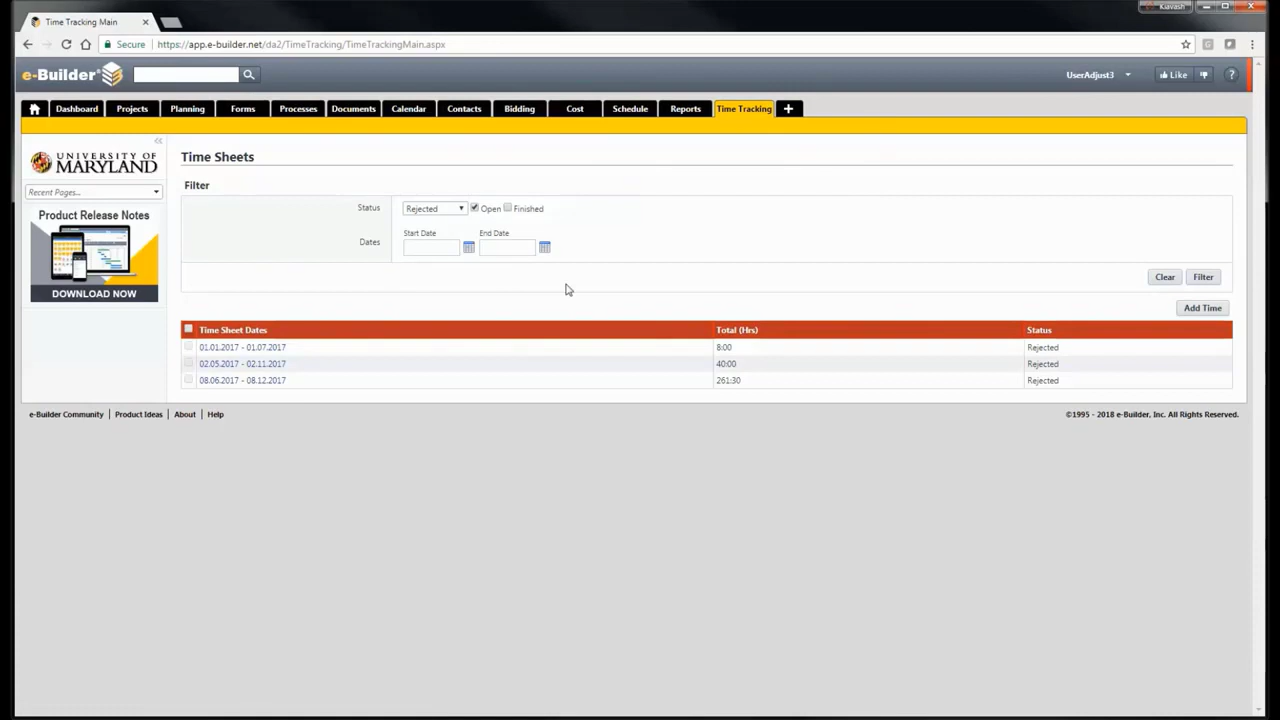 Kiavash
Time Tracking Main
Secure https://app.e-builder.net/da2/TimeTracking/TimeTrackingMain.aspx
e-Builder® UserAdjust3 Like ?
Dashboard Projects Planning Forms Processes Documents Calendar Contacts Bidding Cost Schedule Reports Time Tracking +
UNIVERSITY OF
MARYLAND
Recent Pages...
Product Release Notes
DOWNLOAD NOW
Time Sheets
Filter
Status Rejected Open Finished
Start Date End Date
Dates
Clear Filter
Add Time
Time Sheet Dates Total (Hrs) Status
01.01.2017 - 01.07.2017 8:00 Rejected
02.05.2017 - 02.11.2017 40:00 Rejected
08.06.2017 - 08.12.2017 261:30 Rejected
e-Builder Community | Product Ideas | About | Help ©1995 - 2018 e-Builder, Inc. All Rights Reserved.